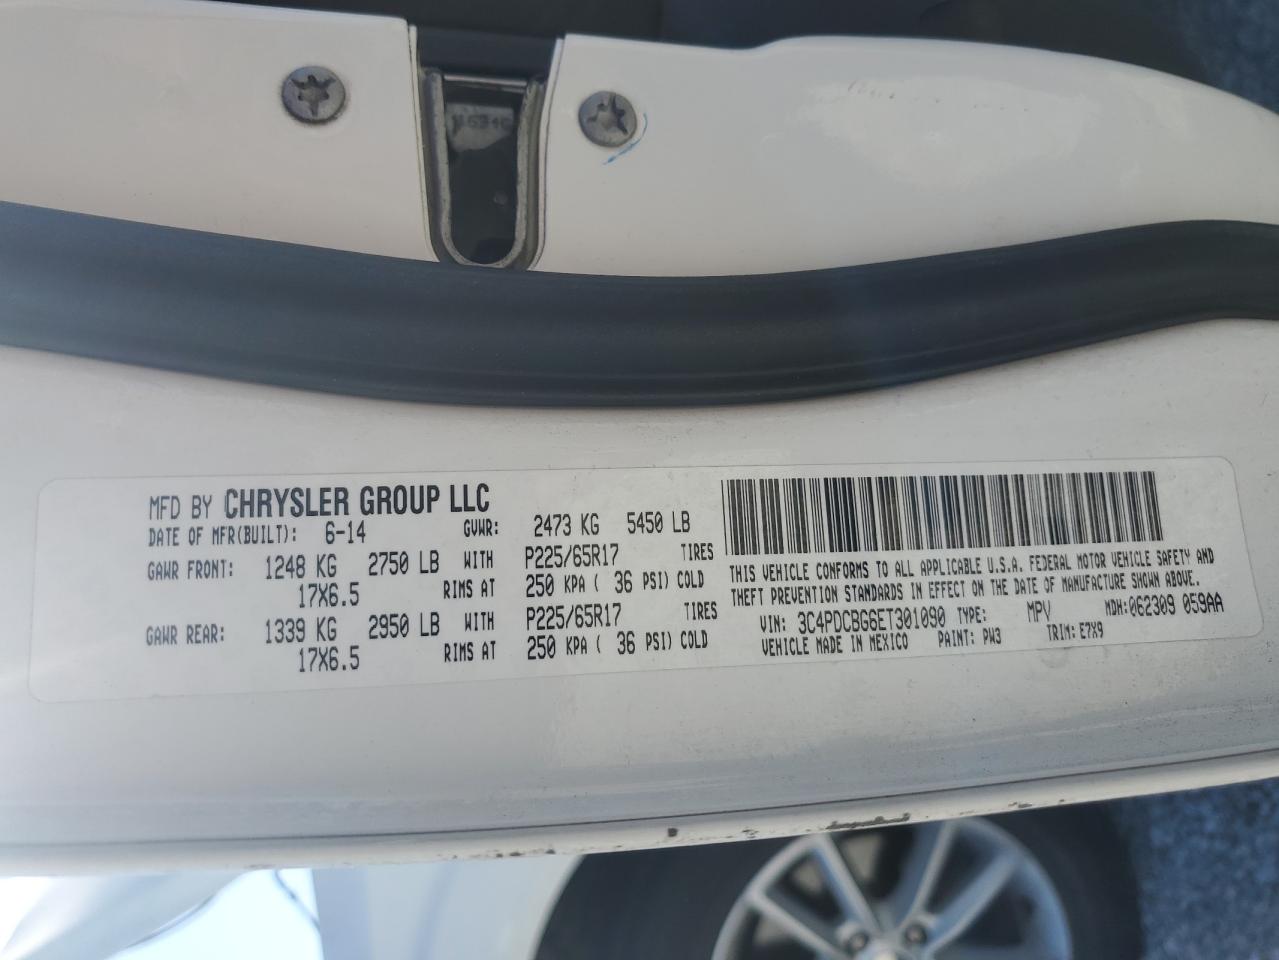 MFD BY CHRYSLER GROUP LLC
DATE OF MFR(BUILT): 6-14 GVWR: 2473 KG 5450 LB
GAWR FRONT: 1248 KG 2750 LB WITH P225/65R17 TIRES
17X6.5 RIMS AT 250 KPA ( 36 PSI) COLD
GAWR REAR: 1339 KG 2950 LB WITH P225/65R17 TIRES
17X6.5 RIMS AT 250 KPA ( 36 PSI) COLD
THIS VEHICLE CONFORMS TO ALL APPLICABLE U.S.A. FEDERAL MOTOR VEHICLE SAFETY AND
THEFT PREVENTION STANDARDS IN EFFECT ON THE DATE OF MANUFACTURE SHOWN ABOVE.
VIN: 3C4PDCBG6ET301090 TYPE: MPV MDH:062309 059AA
VEHICLE MADE IN MEXICO PAINT: PW3 TRIM: E7X9